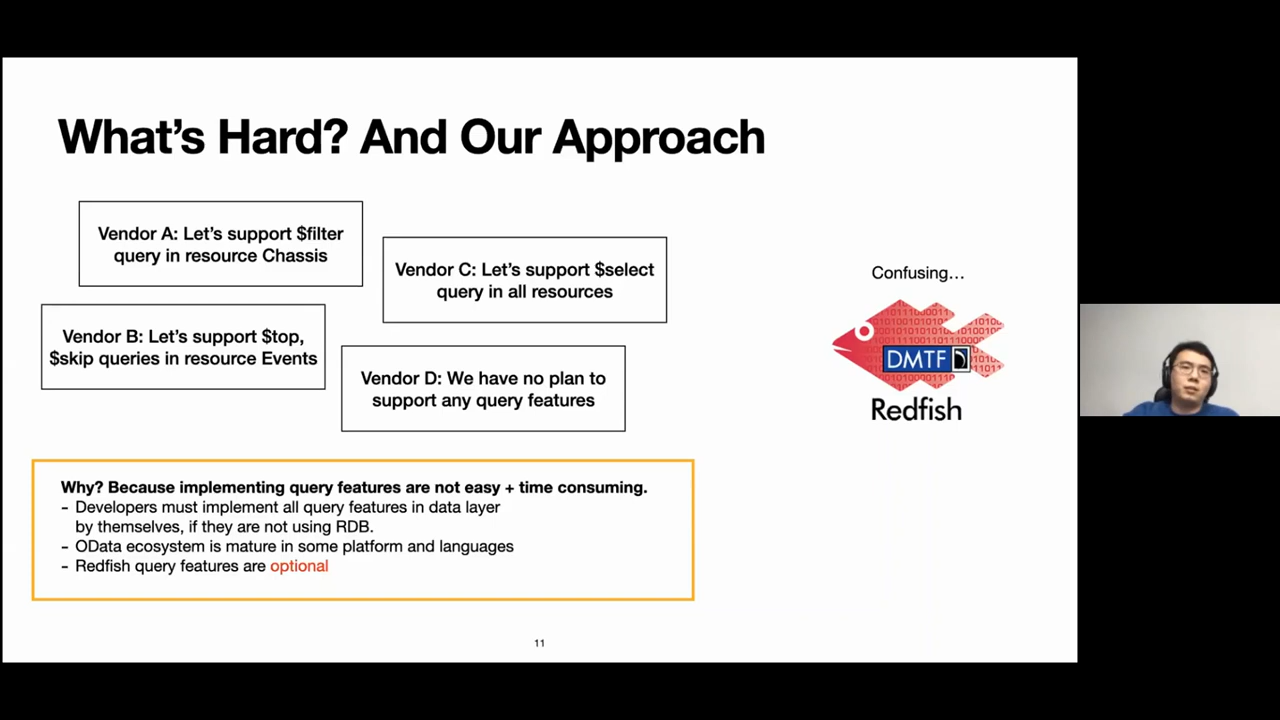 What's Hard? And Our Approach
Vendor A: Let's support $filter
query in resource Chassis
Vendor C: Let's support $select
query in all resources
Vendor B: Let's support $top,
$skip queries in resource Events
Vendor D: We have no plan to
support any query features
Confusing…
DMTF
Redfish
Why? Because implementing query features are not easy + time consuming.
- Developers must implement all query features in data layer
by themselves, if they are not using RDB.
- OData ecosystem is mature in some platform and languages
- Redfish query features are optional
11